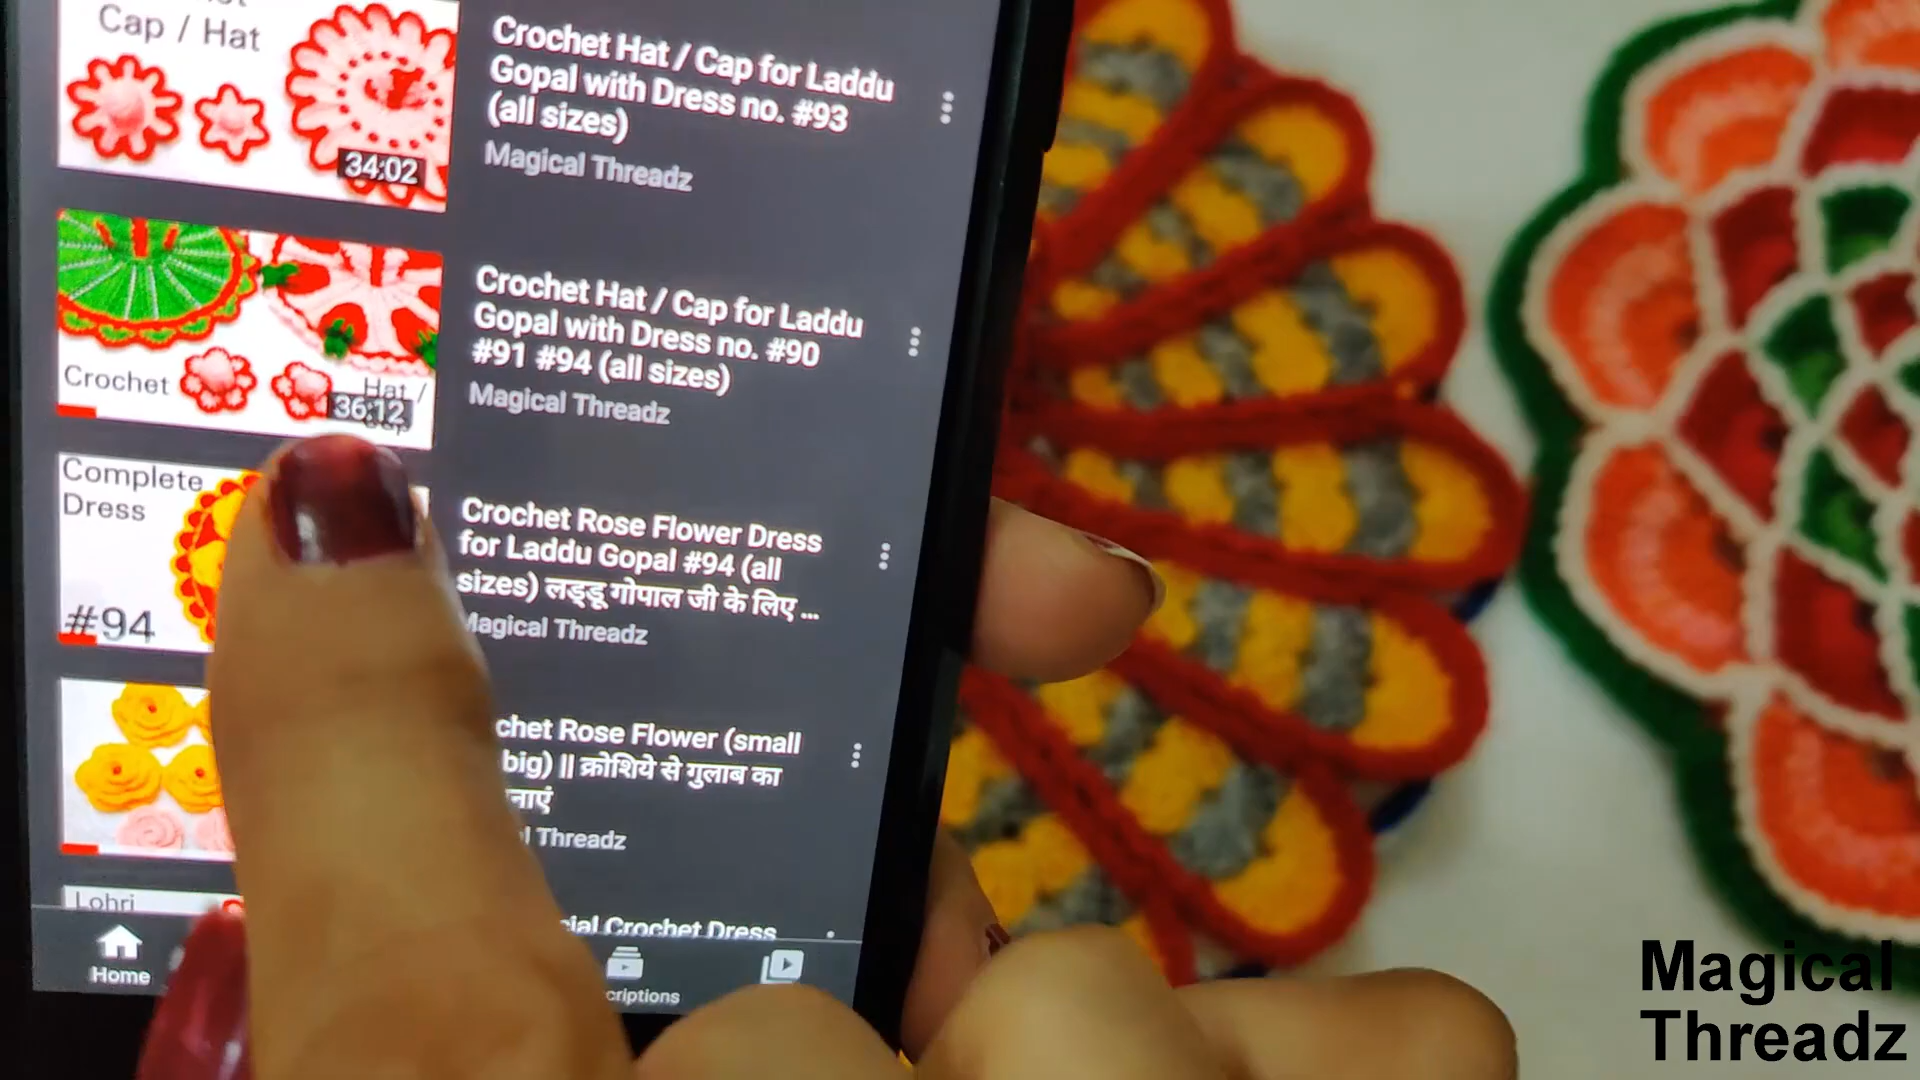 Cap / Hat
34:02
Crochet Hat / Cap for Laddu
Gopal with Dress no. #93
(all sizes)
Magical Threadz
Crochet
Hat /
36:12
Crochet Hat / Cap for Laddu
Gopal with Dress no. #90
#91 #94 (all sizes)
Magical Threadz
Complete
Dress
#94
Crochet Rose Flower Dress
for Laddu Gopal #94 (all
sizes) लड्डू गोपाल जी के लिए ...
Magical Threadz
chet Rose Flower (small
big) || क्रोशिये से गुलाब का
Threadz
Lohri
Crochet Dress
Home
criptions
Magical
Threadz